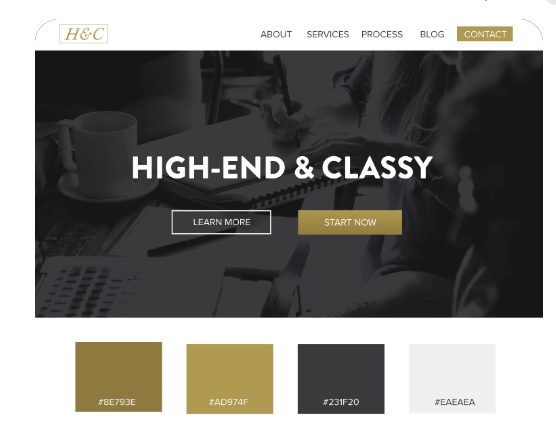 H&C
ABOUT SERVICES PROCESS BLOG CONTACT
HIGH-END & CLASSY
LEARN MORE START NOW
#8E793E #AD974F #231F20 #EAEAEA